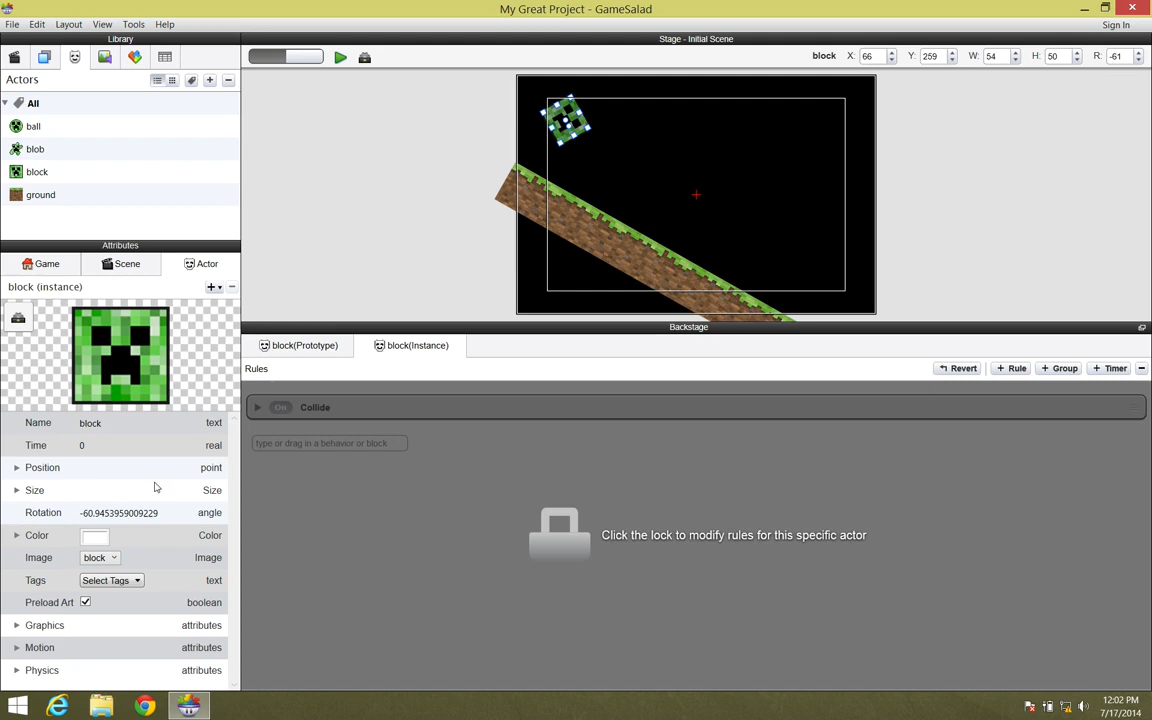 My Great Project - GameSalad
File Edit Layout View Tools Help
Sign In
Library
Stage - Initial Scene
block X: 66 Y: 259 W: 54 H: 50 R: -61
Actors
All
ball
blob
block
ground
Attributes
Game Scene Actor
block (instance)
Backstage
block(Prototype) block(Instance)
Rules
Revert + Rule + Group + Timer
On Collide
type or drag in a behavior or block
Click the lock to modify rules for this specific actor
Name block text
Time 0 real
Position point
Size Size
Rotation -60.9453959009229 angle
Color Color
Image block Image
Tags Select Tags text
Preload Art boolean
Graphics attributes
Motion attributes
Physics attributes
12:02 PM
7/17/2014